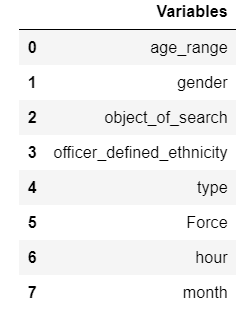 Variables
0 age_range
1 gender
2 object_of_search
3 officer_defined_ethnicity
4 type
5 Force
6 hour
7 month